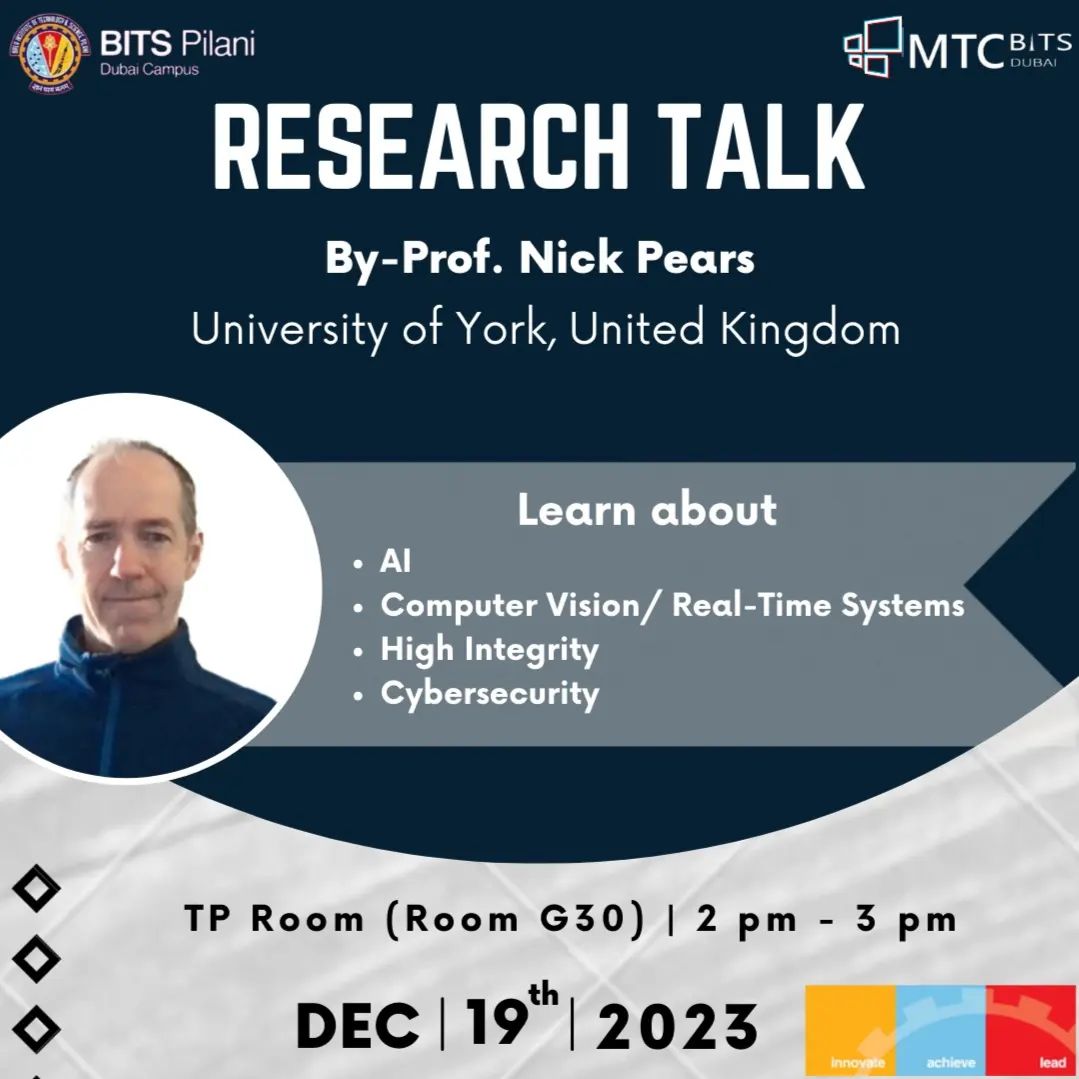 BITS Pilani
Dubai Campus
MTC BITS
DUBAI
RESEARCH TALK
By-Prof. Nick Pears
University of York, United Kingdom
Learn about
• AI
• Computer Vision/ Real-Time Systems
• High Integrity
• Cybersecurity
TP Room (Room G30) | 2 pm - 3 pm
DEC | 19th | 2023
innovate achieve lead